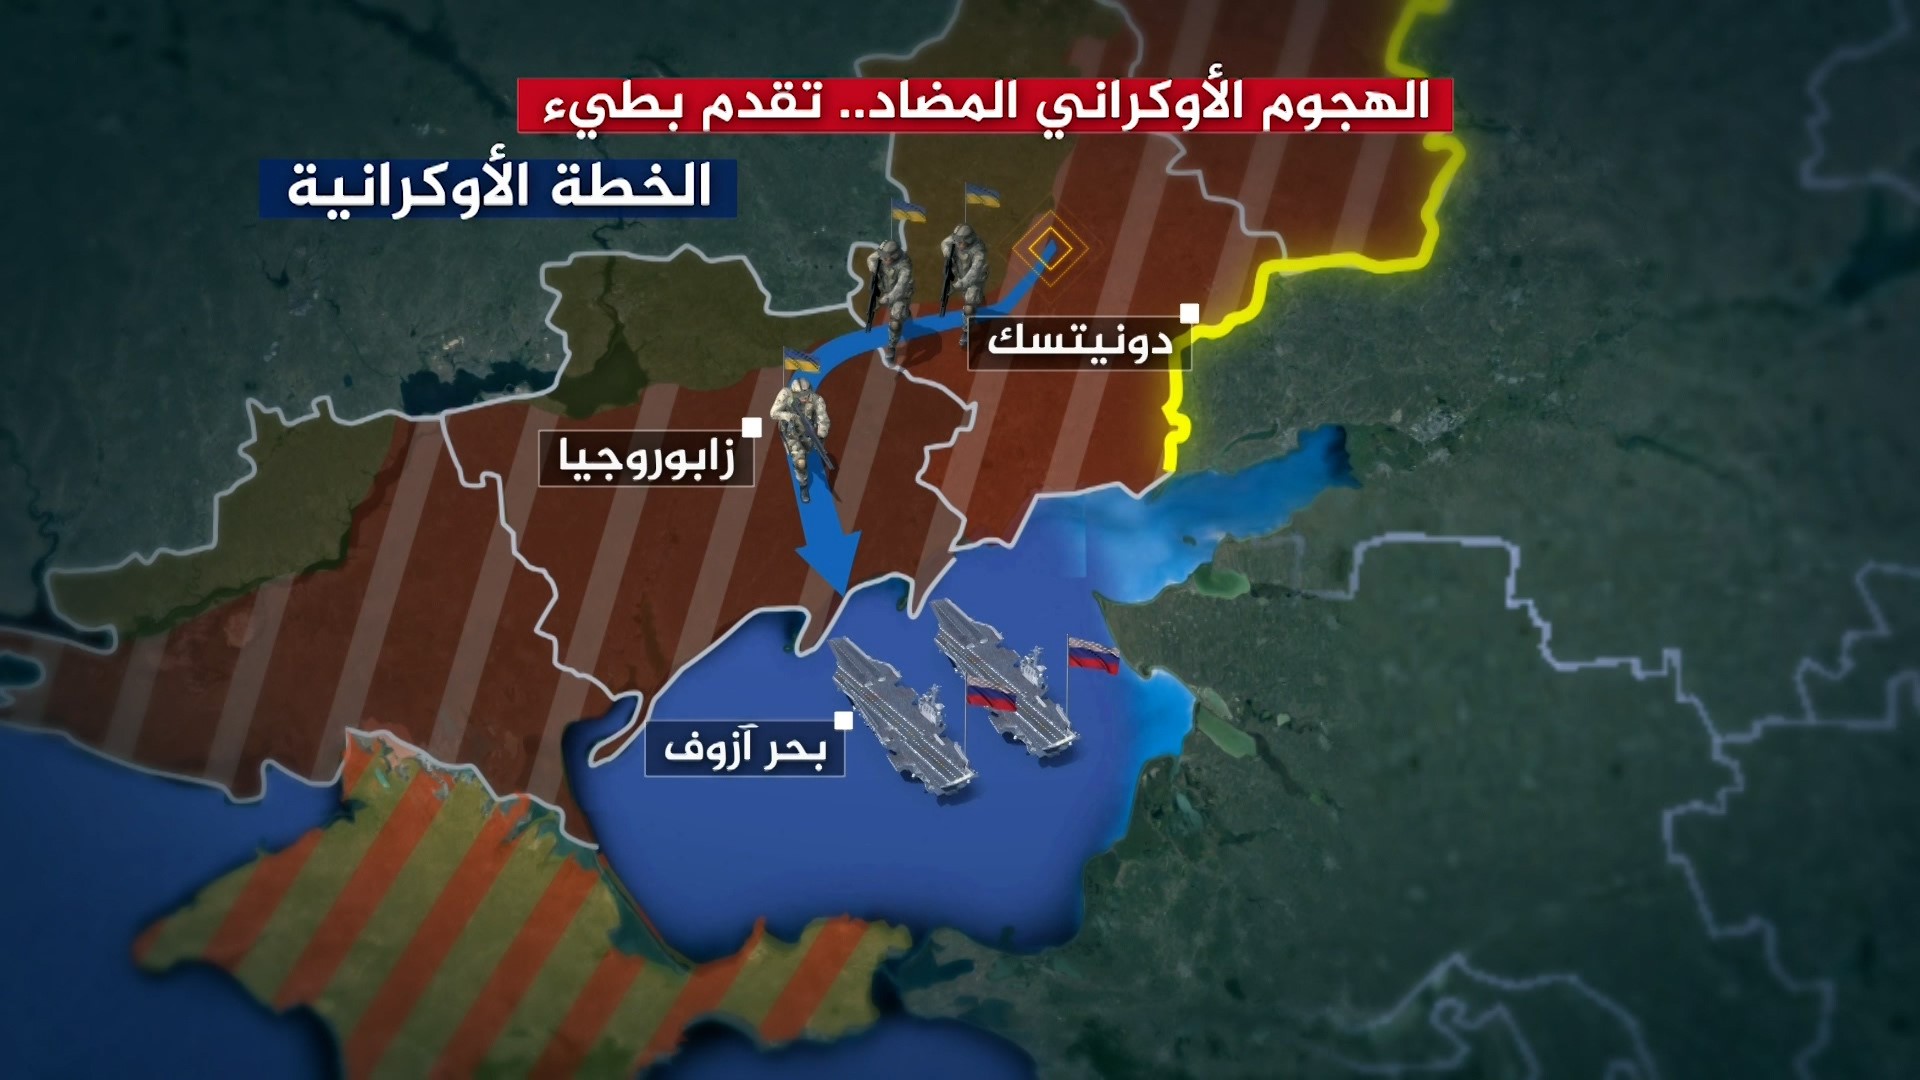 الهجوم الأوكراني المضاد.. تقدم بطيء
الخطة الأوكرانية
دونيتسك
زابوروجيا
بحر آزوف